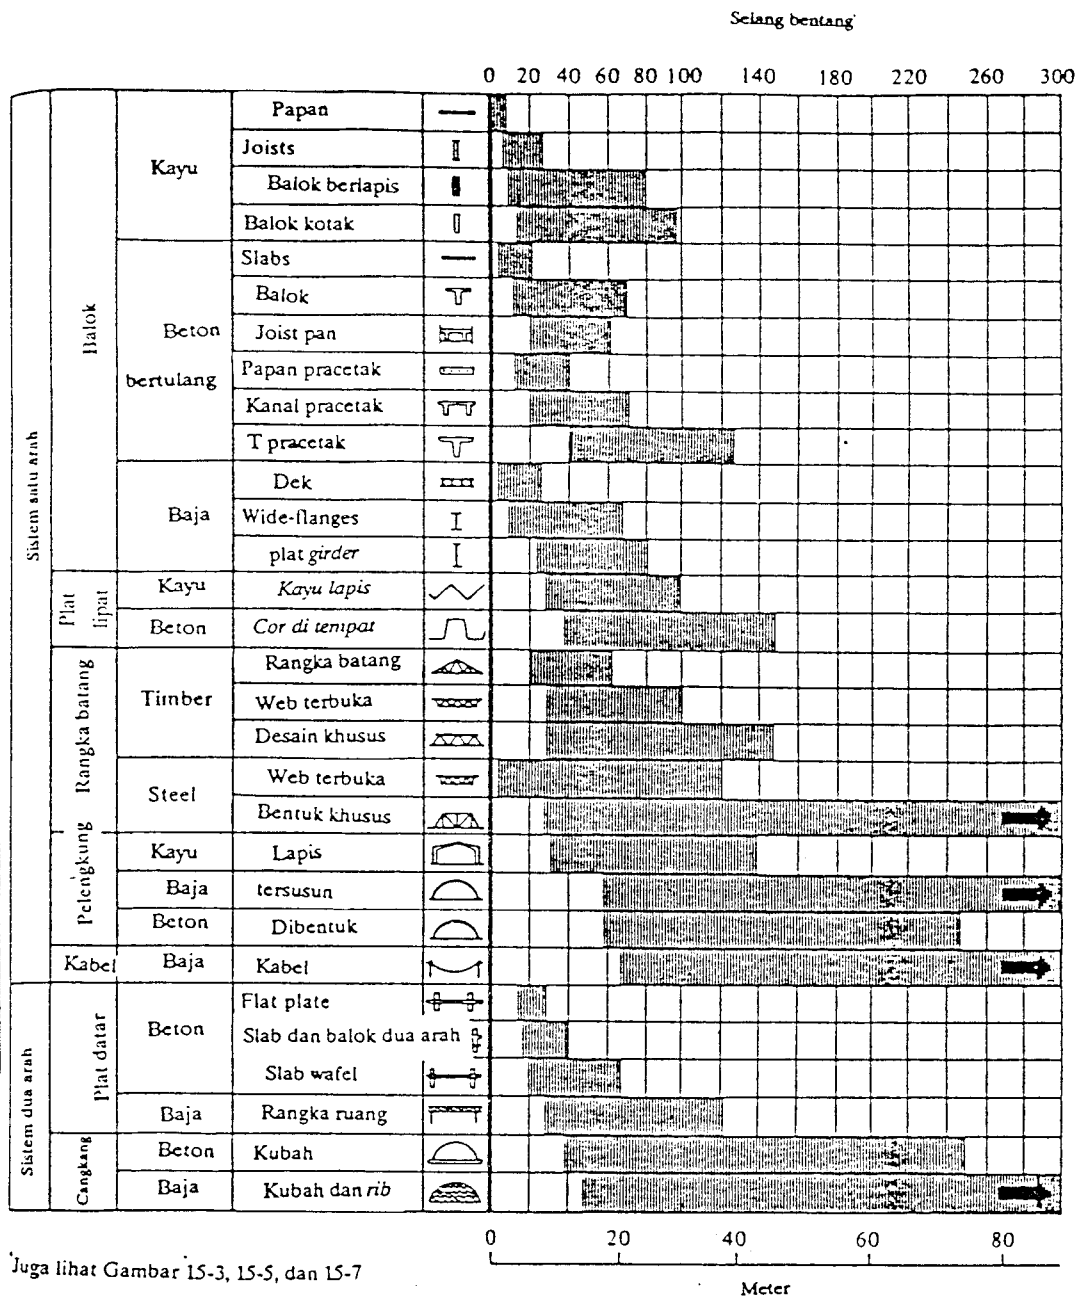 Selang bentang
0 20 40 60 80 100 140 180 220 260 300
Sistem satu arah
Balok
Kayu
Papan
Joists
Balok berlapis
Balok kotak
Beton bertulang
Slabs
Balok
Joist pan
Papan pracetak
Kanal pracetak
T pracetak
Baja
Dek
Wide-flanges
plat girder
Plat lipat
Kayu
Kayu lapis
Beton
Cor di tempat
Rangka batang
Timber
Rangka batang
Web terbuka
Desain khusus
Steel
Web terbuka
Bentuk khusus
Pelengkung
Kayu
Lapis
Baja
tersusun
Beton
Dibentuk
Kabel
Baja
Kabel
Sistem dua arah
Plat datar
Beton
Flat plate
Slab dan balok dua arah
Slab wafel
Baja
Rangka ruang
Cangkang
Beton
Kubah
Baja
Kubah dan rib
0 20 40 60 80
Meter
Juga lihat Gambar 15-3, 15-5, dan 15-7